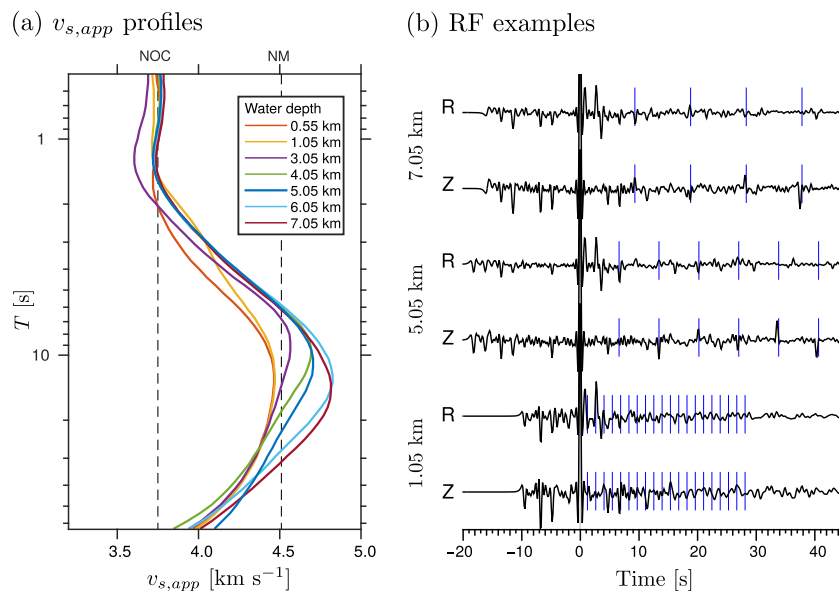 (a) v_{s,app} profiles
NOC NM
Water depth
0.55 km
1.05 km
3.05 km
4.05 km
5.05 km
6.05 km
7.05 km
1
10
T [s]
3.5 4.0 4.5 5.0
v_{s,app} [km s^{-1}]
(b) RF examples
7.05 km
R
Z
5.05 km
R
Z
1.05 km
R
Z
−20 −10 0 10 20 30 40
Time [s]